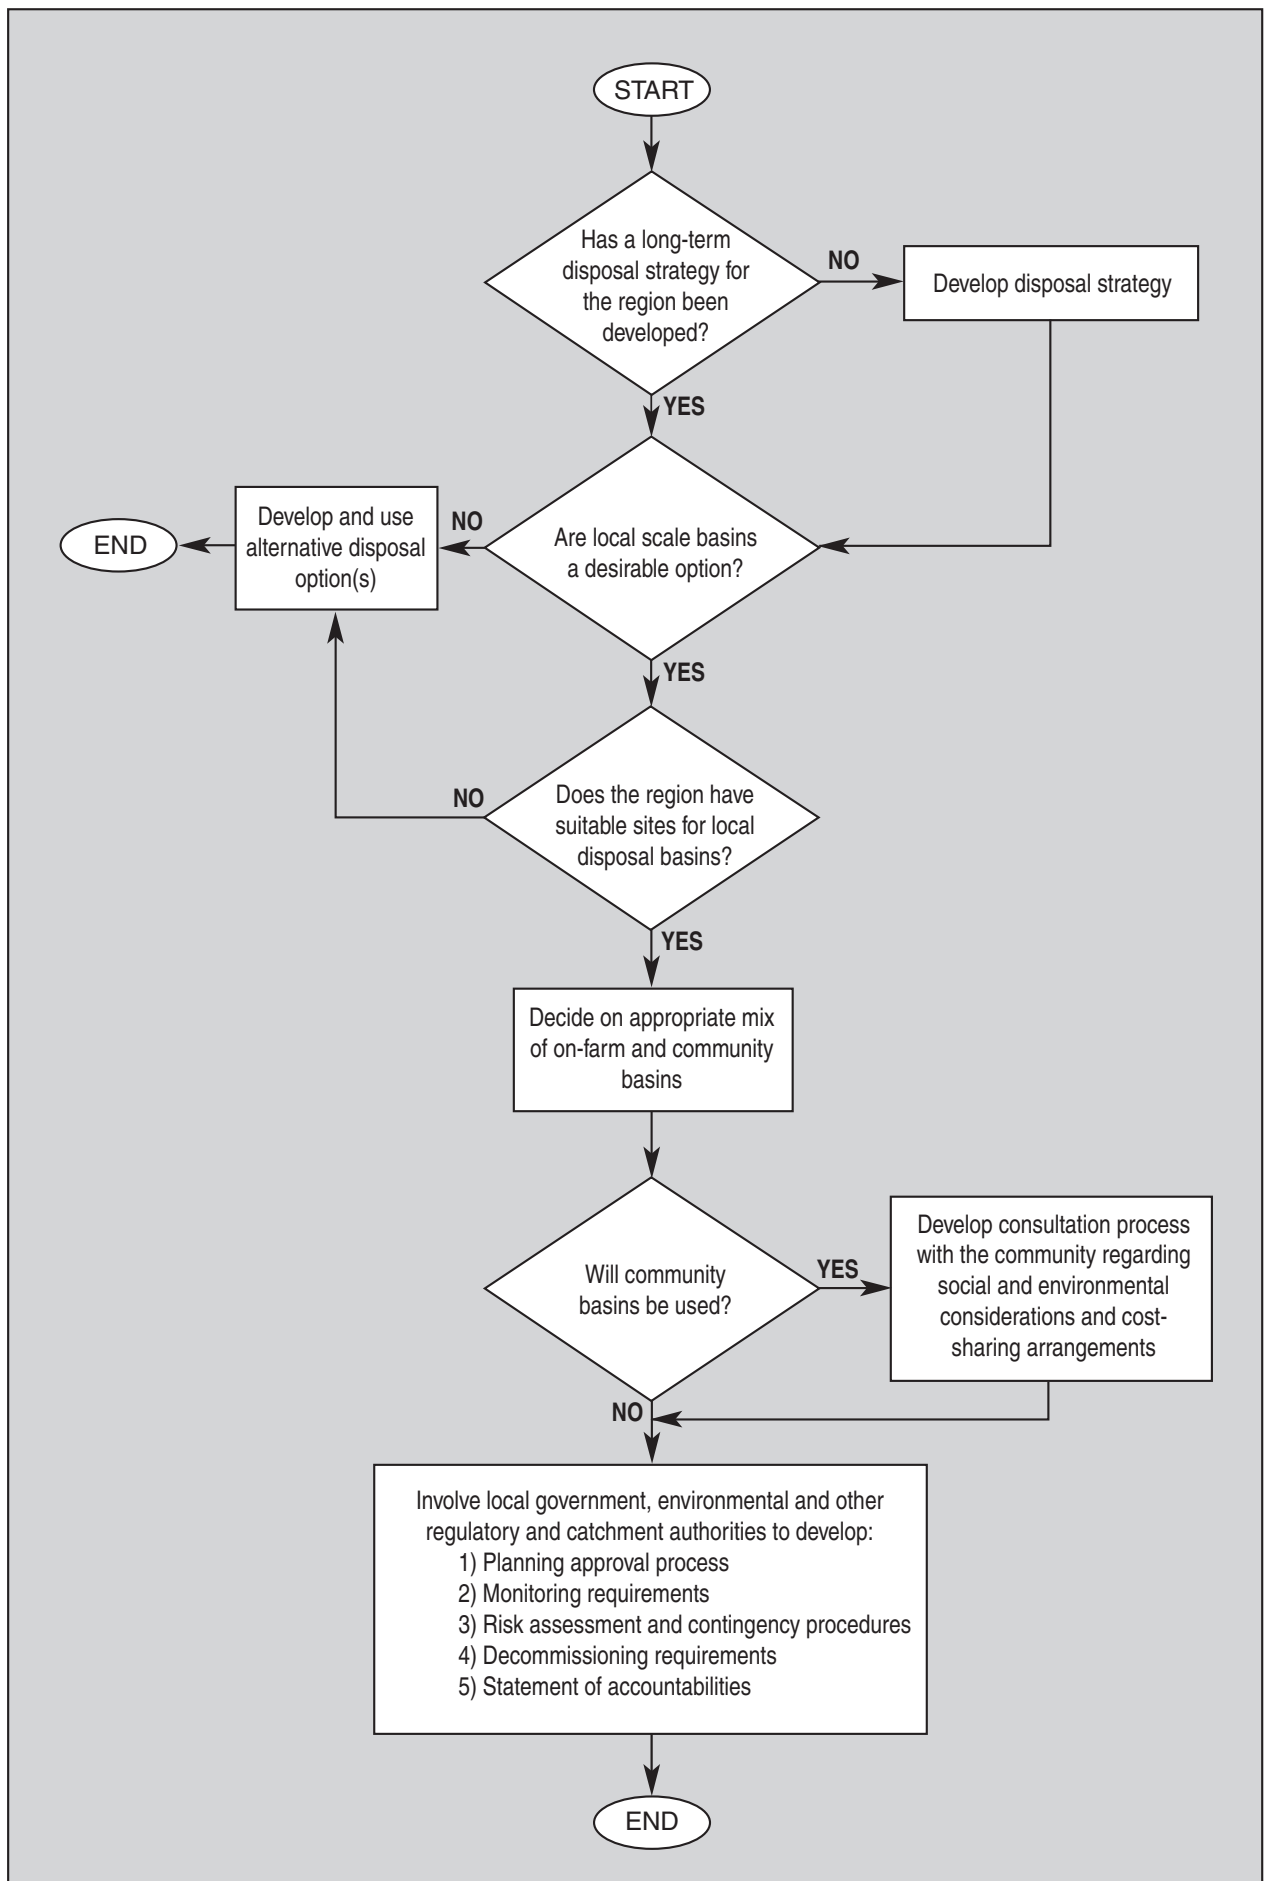 START
Has a long-term
disposal strategy for
the region been
developed?
NO
Develop disposal strategy
YES
Are local scale basins
a desirable option?
NO
Develop and use
alternative disposal
option(s)
END
YES
Does the region have
suitable sites for local
disposal basins?
NO
YES
Decide on appropriate mix
of on-farm and community
basins
Will community
basins be used?
YES
Develop consultation process
with the community regarding
social and environmental
considerations and cost-
sharing arrangements
NO
Involve local government, environmental and other
regulatory and catchment authorities to develop:
1) Planning approval process
2) Monitoring requirements
3) Risk assessment and contingency procedures
4) Decommissioning requirements
5) Statement of accountabilities
END